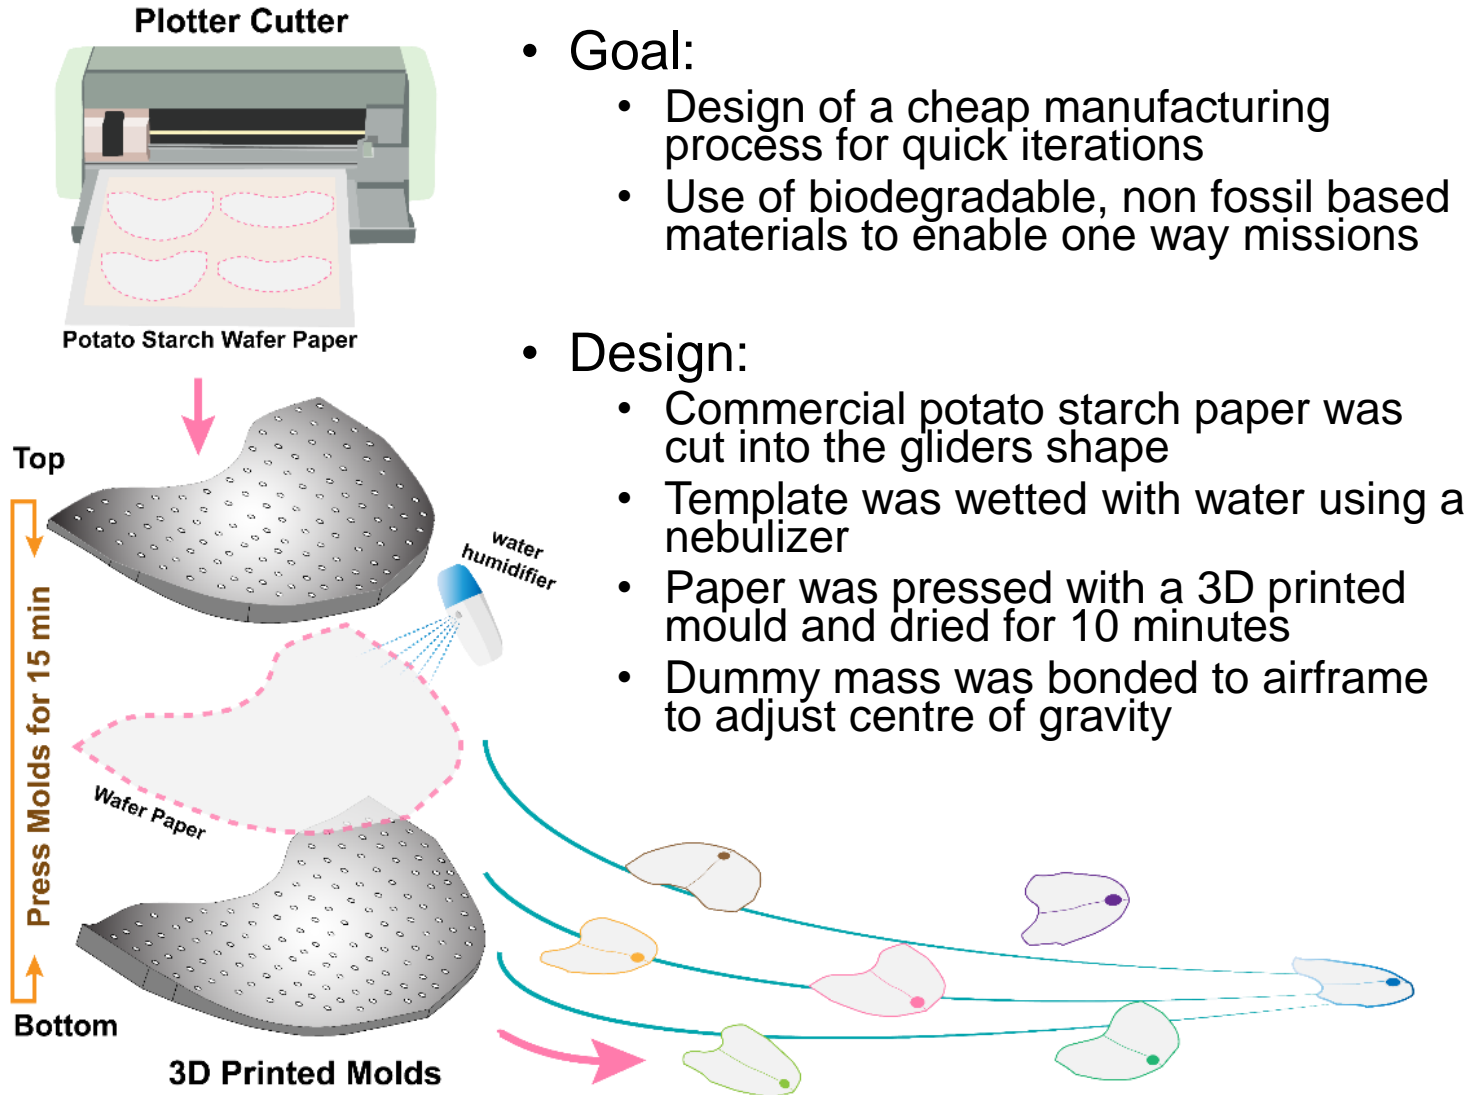 Plotter Cutter
Potato Starch Wafer Paper
Top
Press Molds for 15 min
Bottom
water
humidifier
Wafer Paper
3D Printed Molds
• Goal:
• Design of a cheap manufacturing
process for quick iterations
• Use of biodegradable, non fossil based
materials to enable one way missions
• Design:
• Commercial potato starch paper was
cut into the gliders shape
• Template was wetted with water using a
nebulizer
• Paper was pressed with a 3D printed
mould and dried for 10 minutes
• Dummy mass was bonded to airframe
to adjust centre of gravity